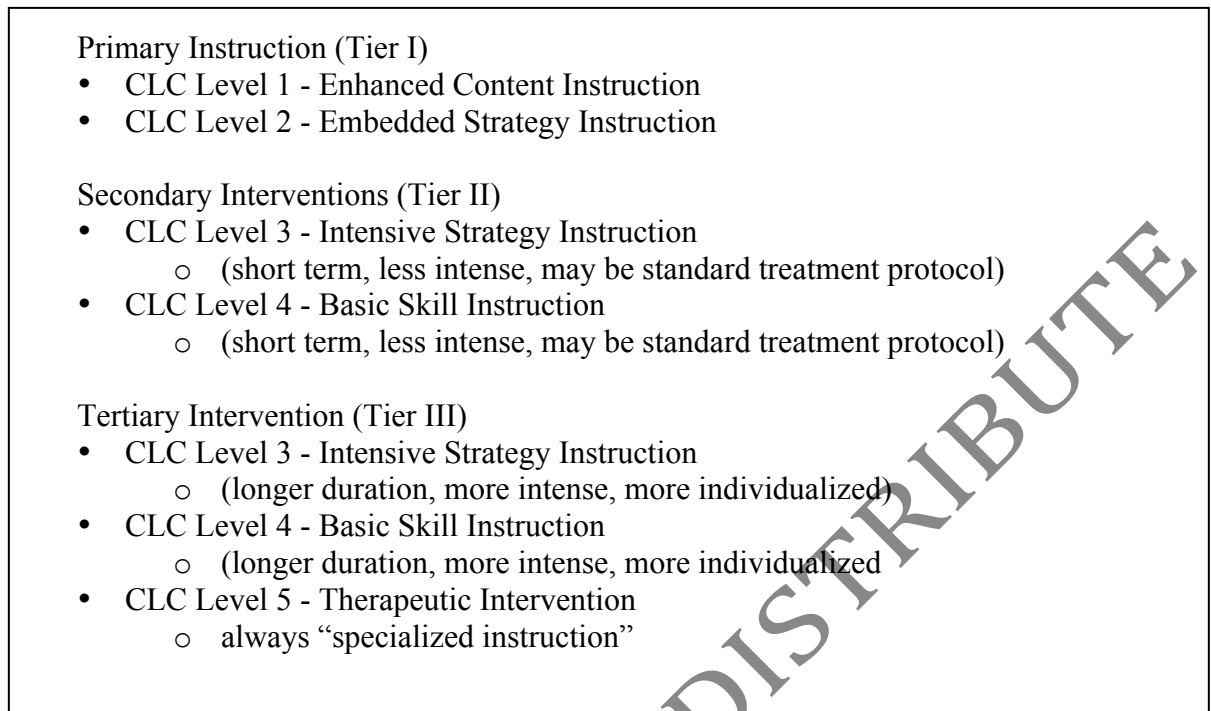 Primary Instruction (Tier I)
• CLC Level 1 - Enhanced Content Instruction
• CLC Level 2 - Embedded Strategy Instruction
Secondary Interventions (Tier II)
• CLC Level 3 - Intensive Strategy Instruction
o (short term, less intense, may be standard treatment protocol)
• CLC Level 4 - Basic Skill Instruction
o (short term, less intense, may be standard treatment protocol)
Tertiary Intervention (Tier III)
• CLC Level 3 - Intensive Strategy Instruction
o (longer duration, more intense, more individualized)
• CLC Level 4 - Basic Skill Instruction
o (longer duration, more intense, more individualized
• CLC Level 5 - Therapeutic Intervention
o always “specialized instruction”
DISTRIBUTE